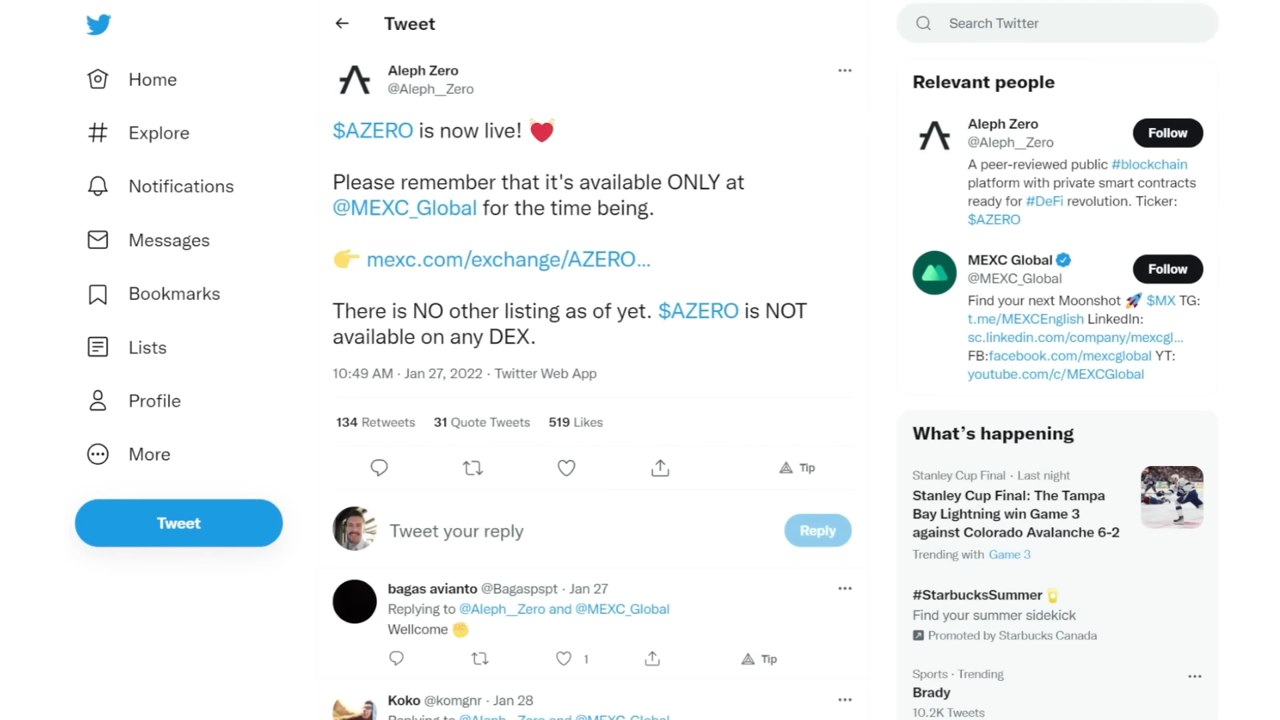 Home
Explore
Notifications
Messages
Bookmarks
Lists
Profile
More
Tweet
Tweet
Aleph Zero
@Aleph__Zero
$AZERO is now live!
Please remember that it's available ONLY at
@MEXC_Global for the time being.
mexc.com/exchange/AZERO...
There is NO other listing as of yet. $AZERO is NOT
available on any DEX.
10:49 AM · Jan 27, 2022 · Twitter Web App
134 Retweets 31 Quote Tweets 519 Likes
Tip
Tweet your reply
Reply
bagas avianto @Bagaspspt · Jan 27
Replying to @Aleph__Zero and @MEXC_Global
Wellcome
1
Tip
Koko @komgnr · Jan 28
Replying to @Aleph__Zero and @MEXC_Global
Search Twitter
Relevant people
Aleph Zero
@Aleph__Zero
Follow
A peer-reviewed public #blockchain
platform with private smart contracts
ready for #DeFi revolution. Ticker:
$AZERO
MEXC Global
@MEXC_Global
Follow
Find your next Moonshot $MX TG:
t.me/MEXCEnglish LinkedIn:
sc.linkedin.com/company/mexcgl...
FB:facebook.com/mexcglobal YT:
youtube.com/c/MEXCGlobal
What's happening
Stanley Cup Final · Last night
Stanley Cup Final: The Tampa
Bay Lightning win Game 3
against Colorado Avalanche 6-2
Trending with Game 3
#StarbucksSummer
Find your summer sidekick
Promoted by Starbucks Canada
Sports · Trending
Brady
10.2K Tweets